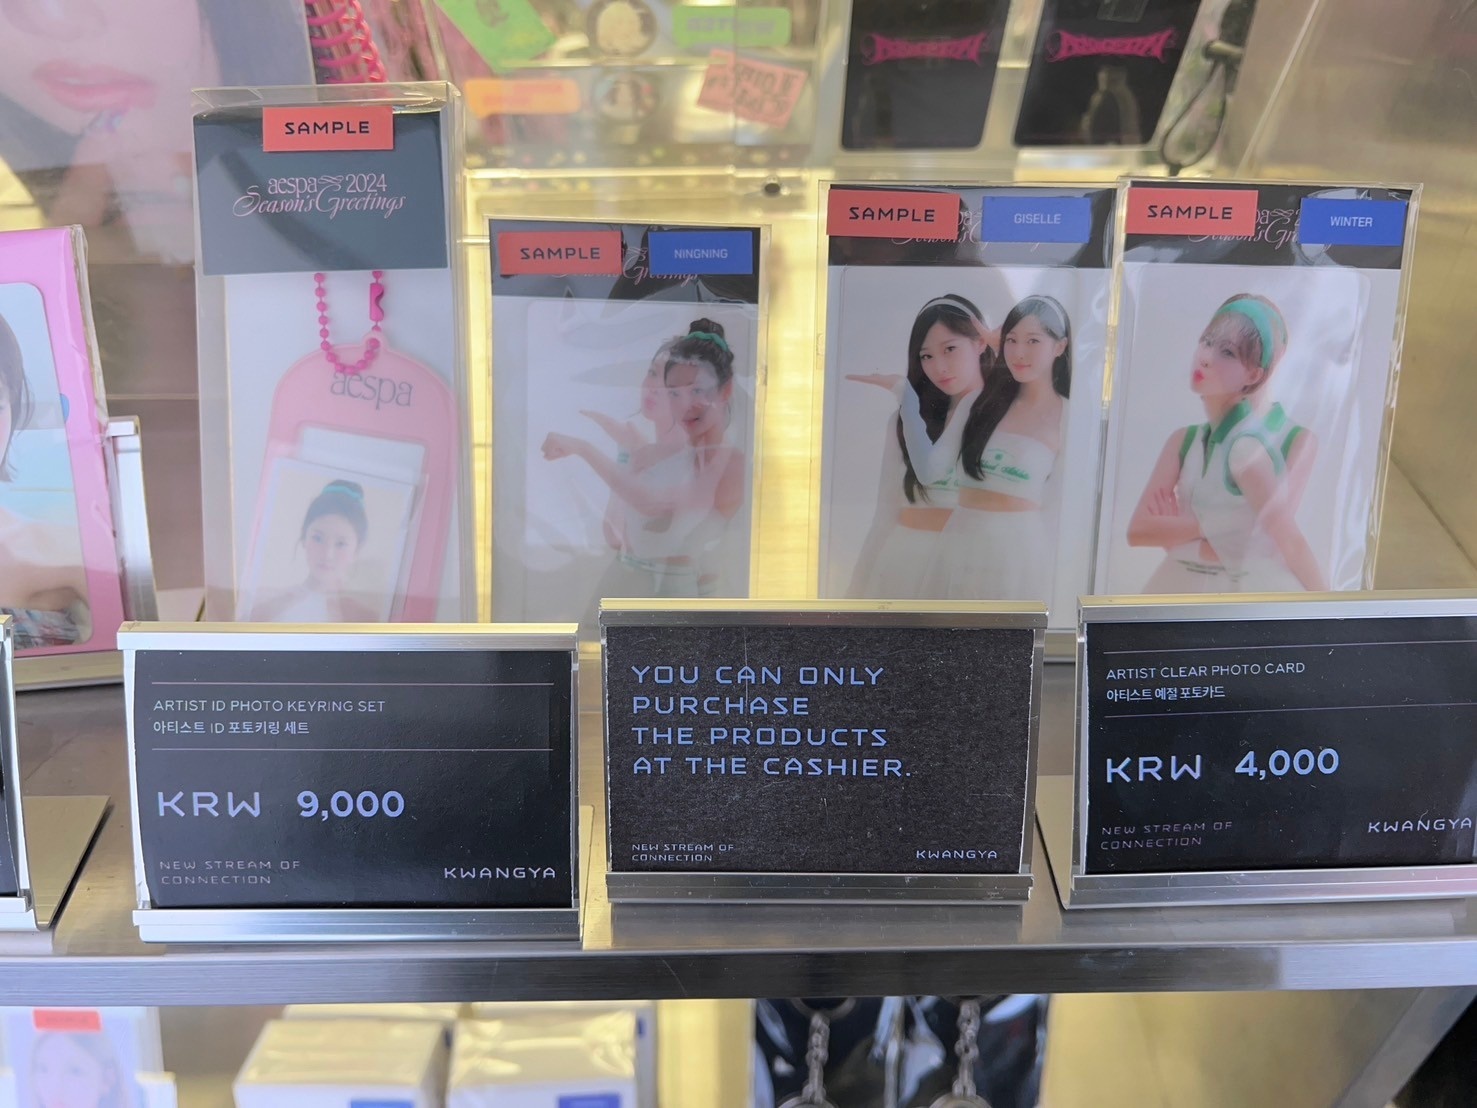 SAMPLE
aespa 2024
Season's Greetings
aespa
SAMPLE
NINGNING
SAMPLE
GISELLE
SAMPLE
WINTER
ARTIST ID PHOTO KEYRING SET
아티스트 ID 포토키링 세트
KRW 9,000
NEW STREAM OF
CONNECTION
KWANGYA
YOU CAN ONLY
PURCHASE
THE PRODUCTS
AT THE CASHIER.
NEW STREAM OF
CONNECTION
KWANGYA
ARTIST CLEAR PHOTO CARD
아티스트 예절 포토카드
KRW 4,000
NEW STREAM OF
CONNECTION
KWANGYA